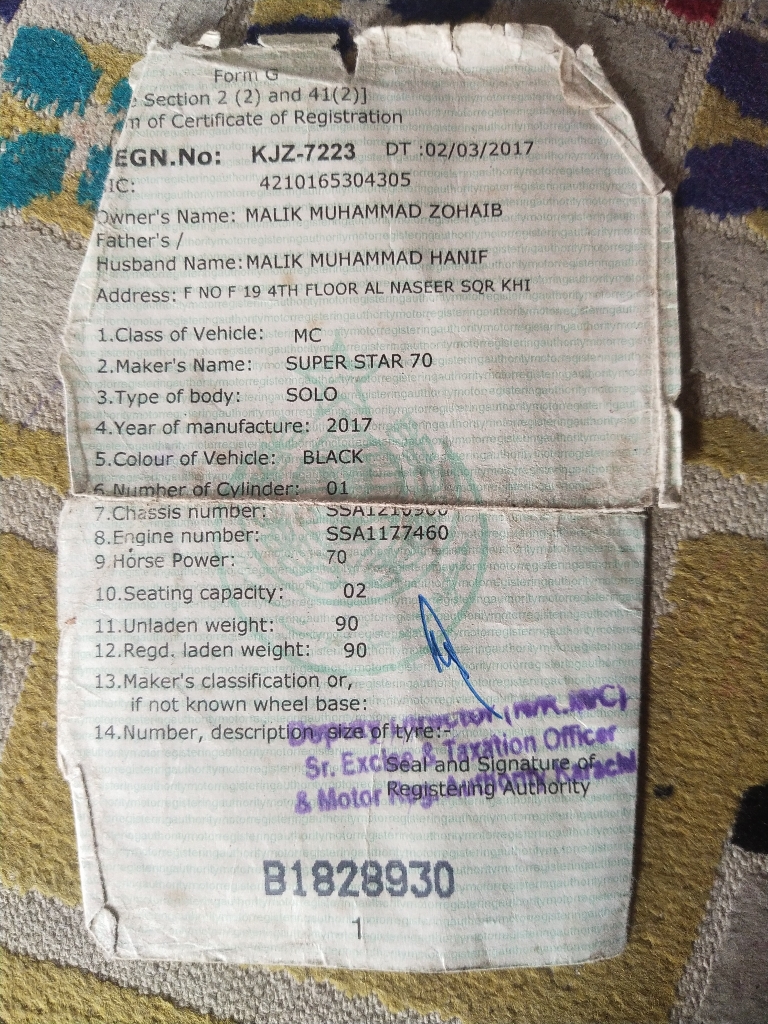 Form G
Section 2 (2) and 41(2)]
of Certificate of Registration
EGN.No: KJZ-7223 DT :02/03/2017
IC: 4210165304305
Owner's Name: MALIK MUHAMMAD ZOHAIB
Father's /
Husband Name: MALIK MUHAMMAD HANIF
Address: F NO F 19 4TH FLOOR AL NASEER SQR KHI
1.Class of Vehicle: MC
2.Maker's Name: SUPER STAR 70
3.Type of body: SOLO
4.Year of manufacture: 2017
5.Colour of Vehicle: BLACK
6.Number of Cylinder: 01
7.Chassis number:
8.Engine number: SSA1177460
9.Horse Power: 70
10.Seating capacity: 02
11.Unladen weight: 90
12.Regd. laden weight: 90
13.Maker's classification or,
if not known wheel base:
14.Number, description, size of tyre:-
Sr. Excise & Taxation Officer
Seal and Signature of
& Motor Reg. Authority Karachi
Registering Authority
B1828930
1